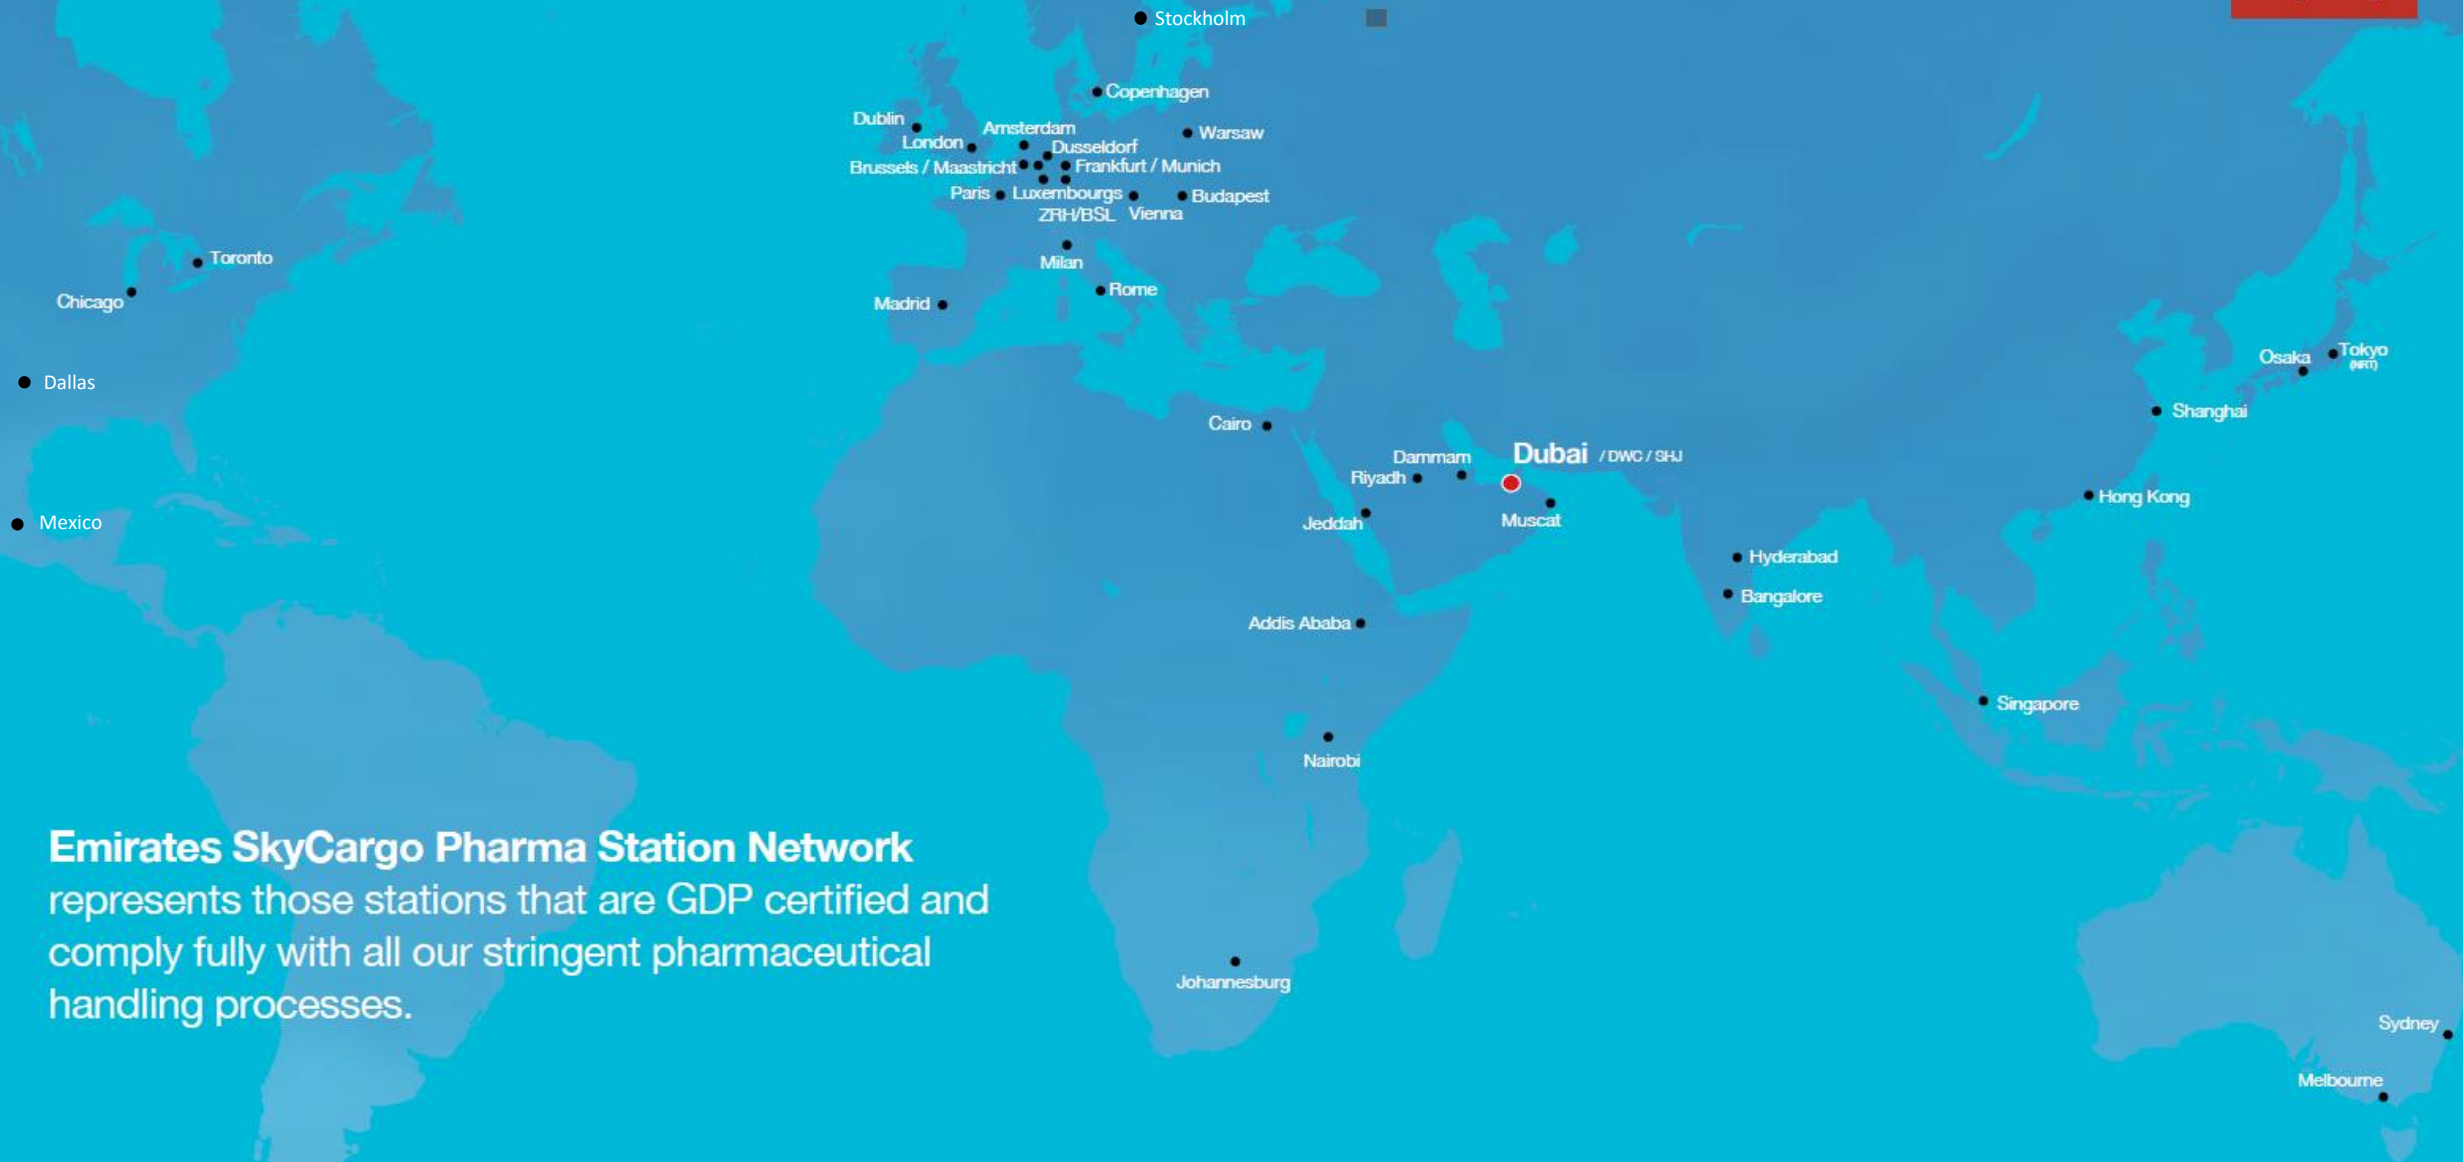 Stockholm
Copenhagen
Dublin
Amsterdam
Warsaw
London
Dusseldorf
Brussels / Maastricht
Frankfurt / Munich
Paris
Luxembourgs
Budapest
ZRH/BSL
Vienna
Toronto
Milan
Rome
Chicago
Madrid
Osaka
Tokyo
(NRT)
Dallas
Shanghai
Cairo
Dammam
Dubai / DWC / SHJ
Riyadh
Hong Kong
Mexico
Jeddah
Muscat
Hyderabad
Bangalore
Addis Ababa
Singapore
Nairobi
Emirates SkyCargo Pharma Station Network
represents those stations that are GDP certified and
comply fully with all our stringent pharmaceutical
handling processes.
Johannesburg
Sydney
Melbourne